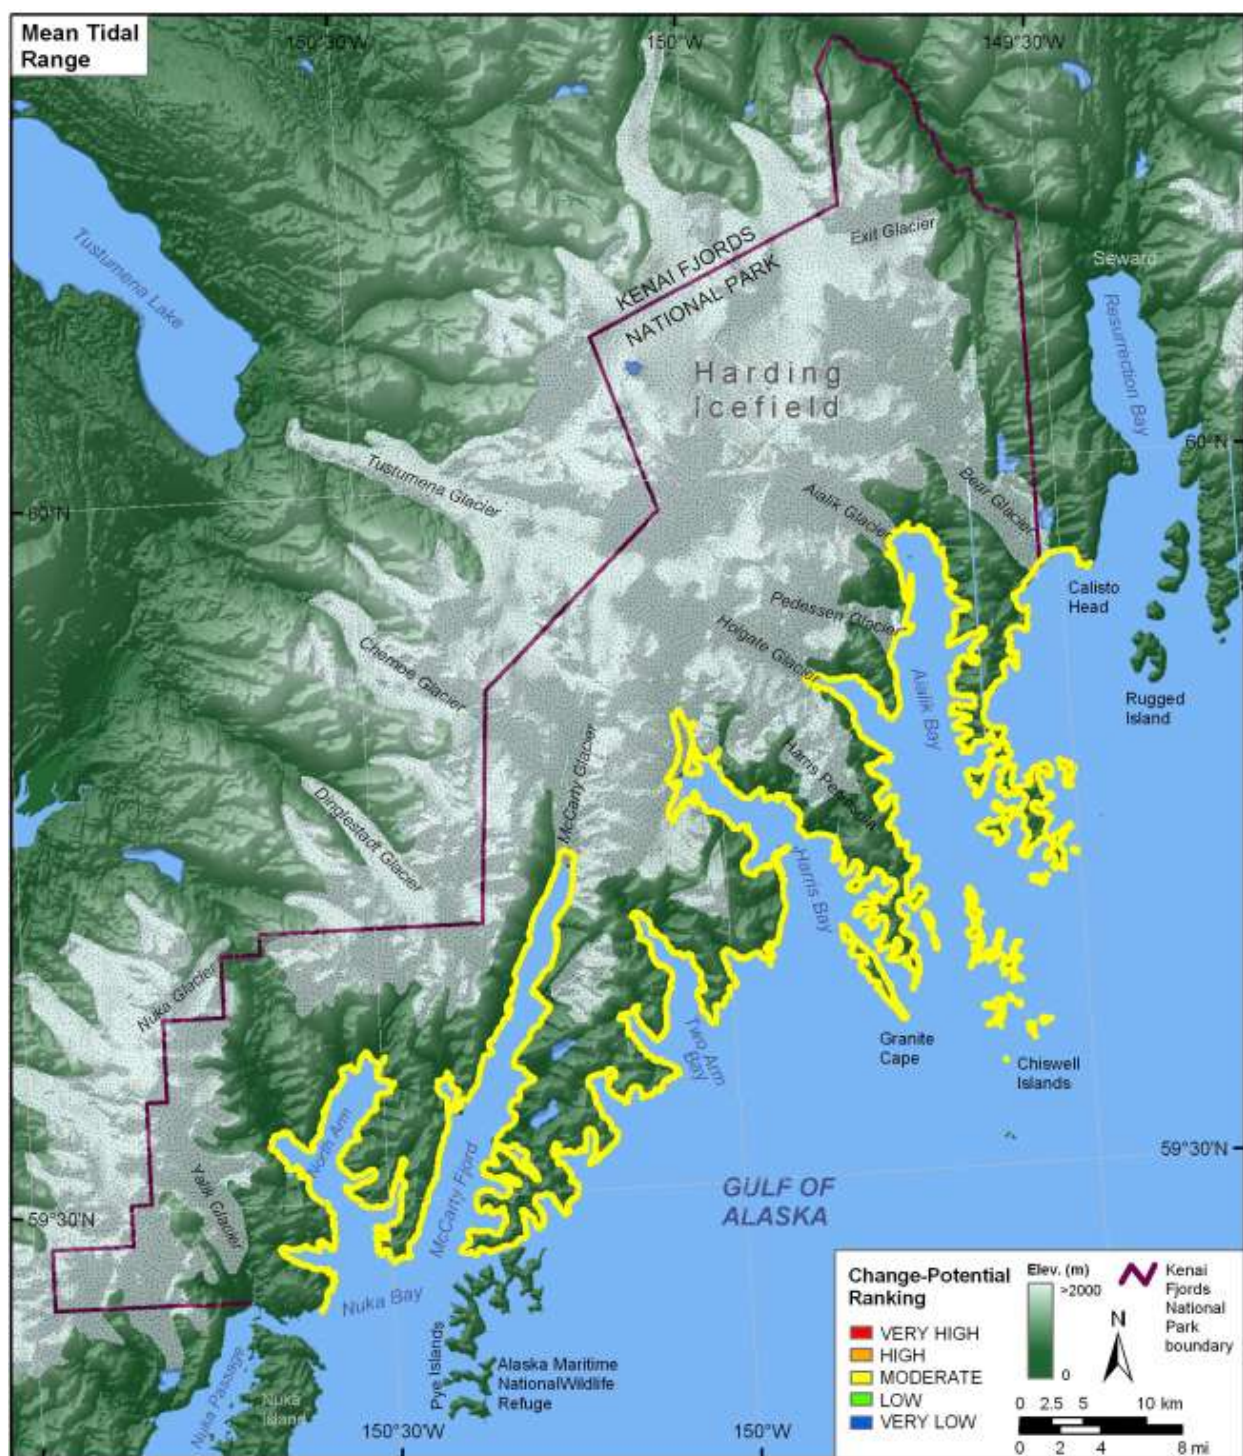 Mean Tidal
Range
150°30'W
150°W
149°30'W
Tustumena Lake
KENAI FJORDS
NATIONAL PARK
Exit Glacier
Seward
Resurrection Bay
Harding
Icefield
60°N
60°N
Tustumena Glacier
Aialik Glacier
Bear Glacier
Calisto
Head
Pedessen Glacier
Holgate Glacier
Chernoe Glacier
Aialik Bay
Rugged
Island
McCarty Glacier
Harris Peninsula
Dinglestadt Glacier
Harris Bay
Nuka Glacier
Two Arm
Bay
Granite
Cape
Chiswell
Islands
North Arm
McCarty Fjord
Yalik Glacier
59°30'N
59°30'N
GULF OF
ALASKA
Nuka Bay
Pye Islands
Alaska Maritime
NationalWildlife
Refuge
Nuka Passage
Nuka
Island
150°30'W
150°W
Change-Potential
Ranking
VERY HIGH
HIGH
MODERATE
LOW
VERY LOW
Elev. (m)
>2000
0
N
Kenai
Fjords
National
Park
boundary
0 2.5 5 10 km
0 2 4 8 mi